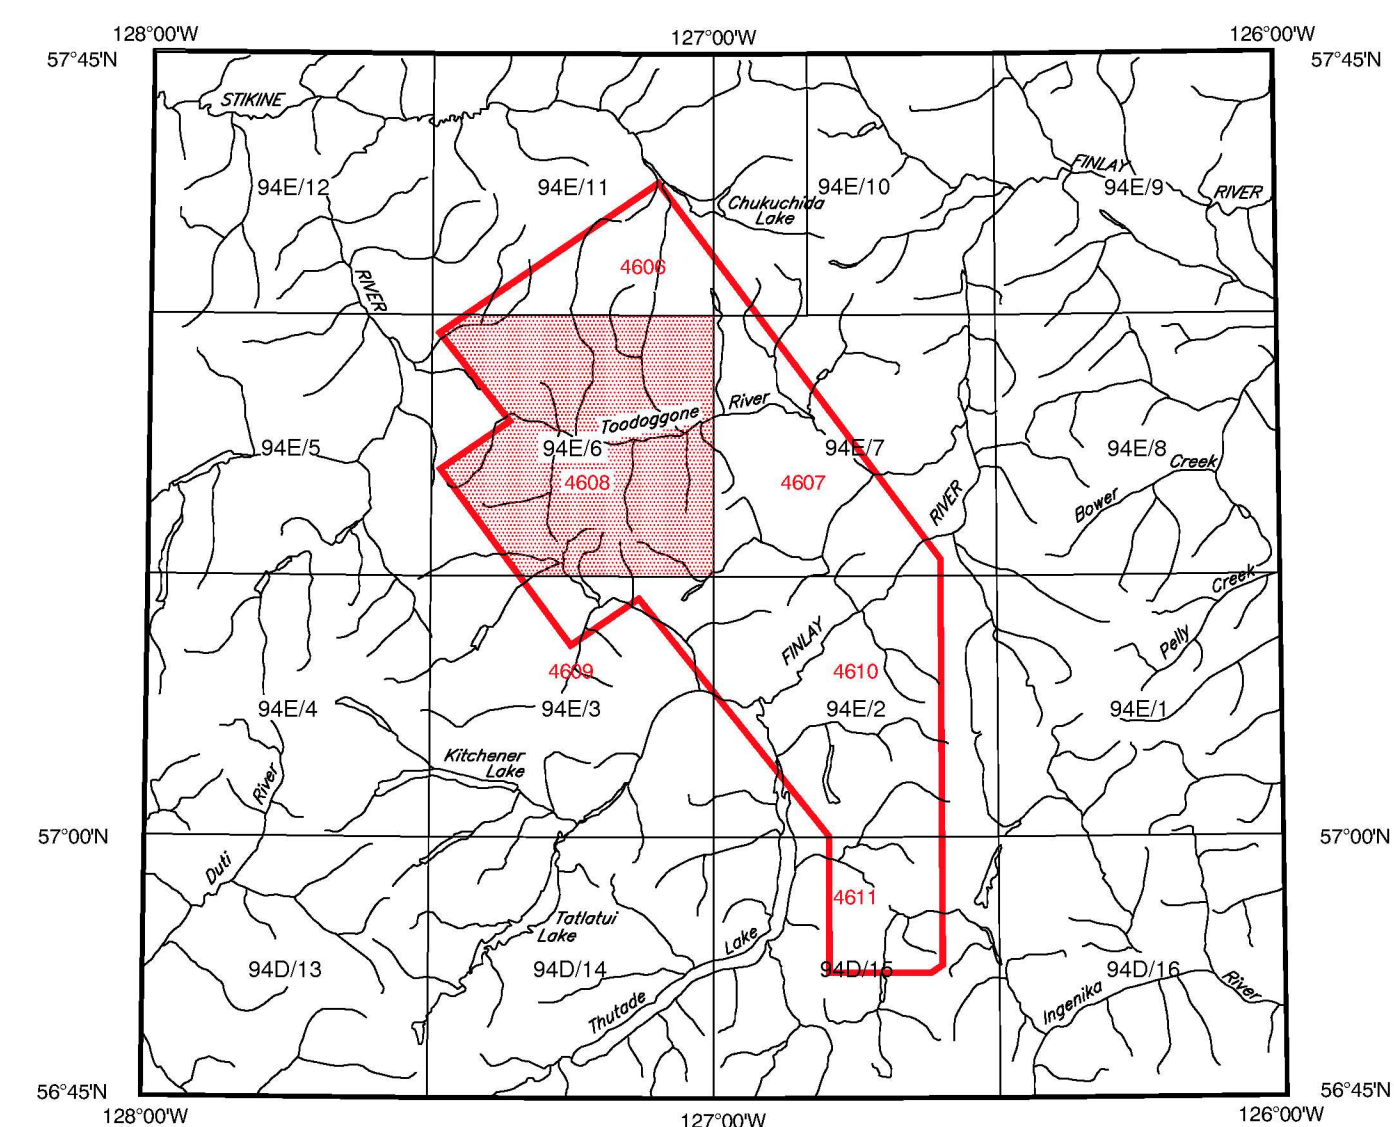 128°00'W
127°00'W
126°00'W
57°45'N
57°45'N
STIKINE
94E/12
94E/11
94E/10
FINLAY
94E/9
RIVER
Chukuchida
Lake
4606
RIVER
River
Toodoggone
94E/5
94E/6
94E/7
94E/8
Creek
4608
4607
RIVER
Bower
Creek
FINLAY
Pelly
4609
4610
94E/4
94E/3
94E/2
94E/1
Kitchener
Lake
River
57°00'N
57°00'N
Duti
4611
Tatlatui
Lake
Lake
94D/13
94D/14
94D/15
94D/16
River
Ingenika
Thutade
56°45'N
56°45'N
128°00'W
127°00'W
126°00'W